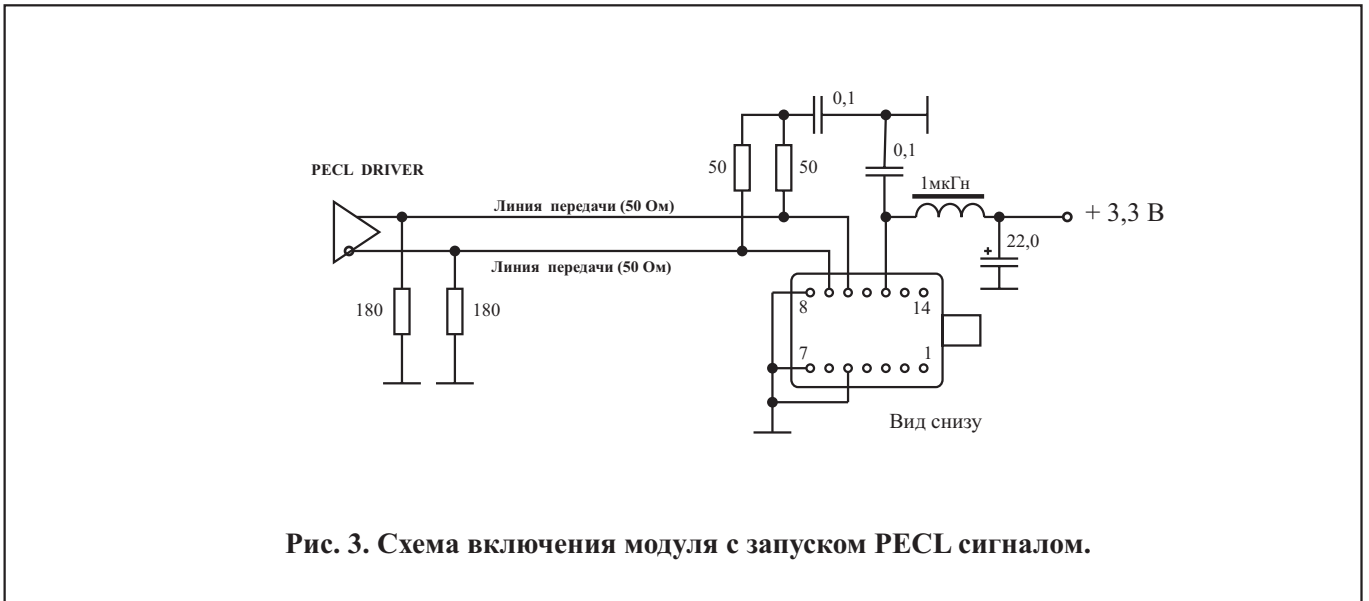 0,1
0,1
PECL DRIVER
50
50
1мкГн
Линия передачи (50 Ом)
+ 3,3 В
+
22,0
Линия передачи (50 Ом)
180
180
8
14
7
1
Вид снизу
Рис. 3. Схема включения модуля с запуском PECL сигналом.